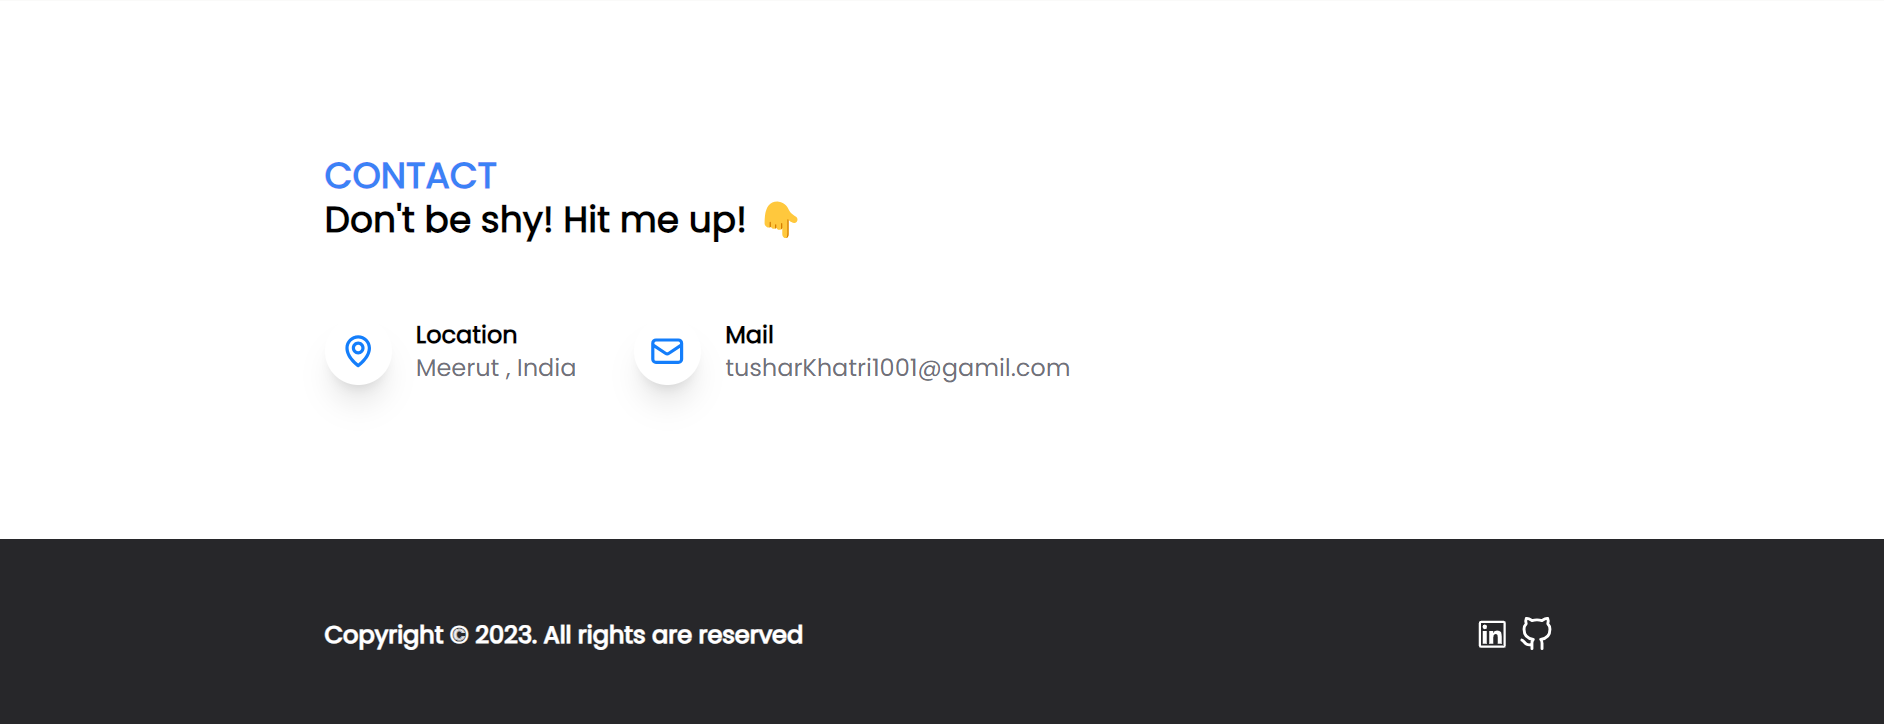 CONTACT
Don't be shy! Hit me up! 👇
Location
Meerut , India
Mail
tusharKhatri1001@gamil.com
Copyright © 2023. All rights are reserved
in